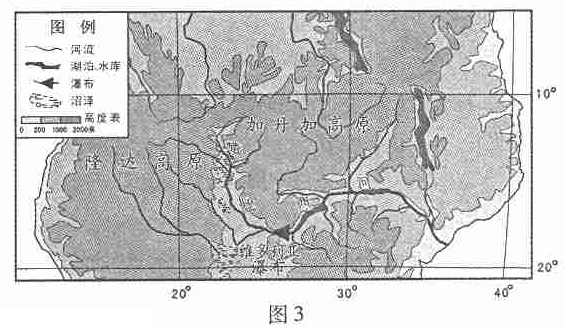 图 例
河流
湖泊、水库
瀑布
沼泽
高度表
0 200 1000 2000米
10°
加丹加高原
隆达高原
维多利亚
瀑布
20°
20° 30° 40°
图3